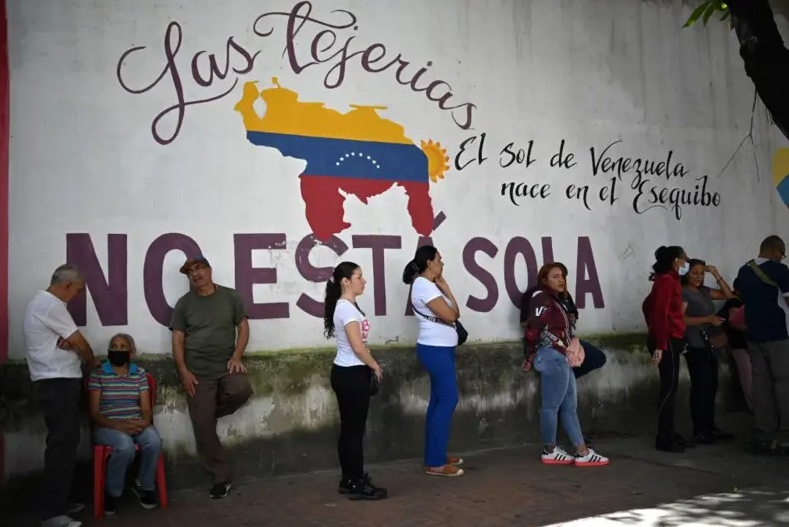 Las Tejerias
El sol de Venezuela
nace en el Esequibo
NO ESTÁ SOLA